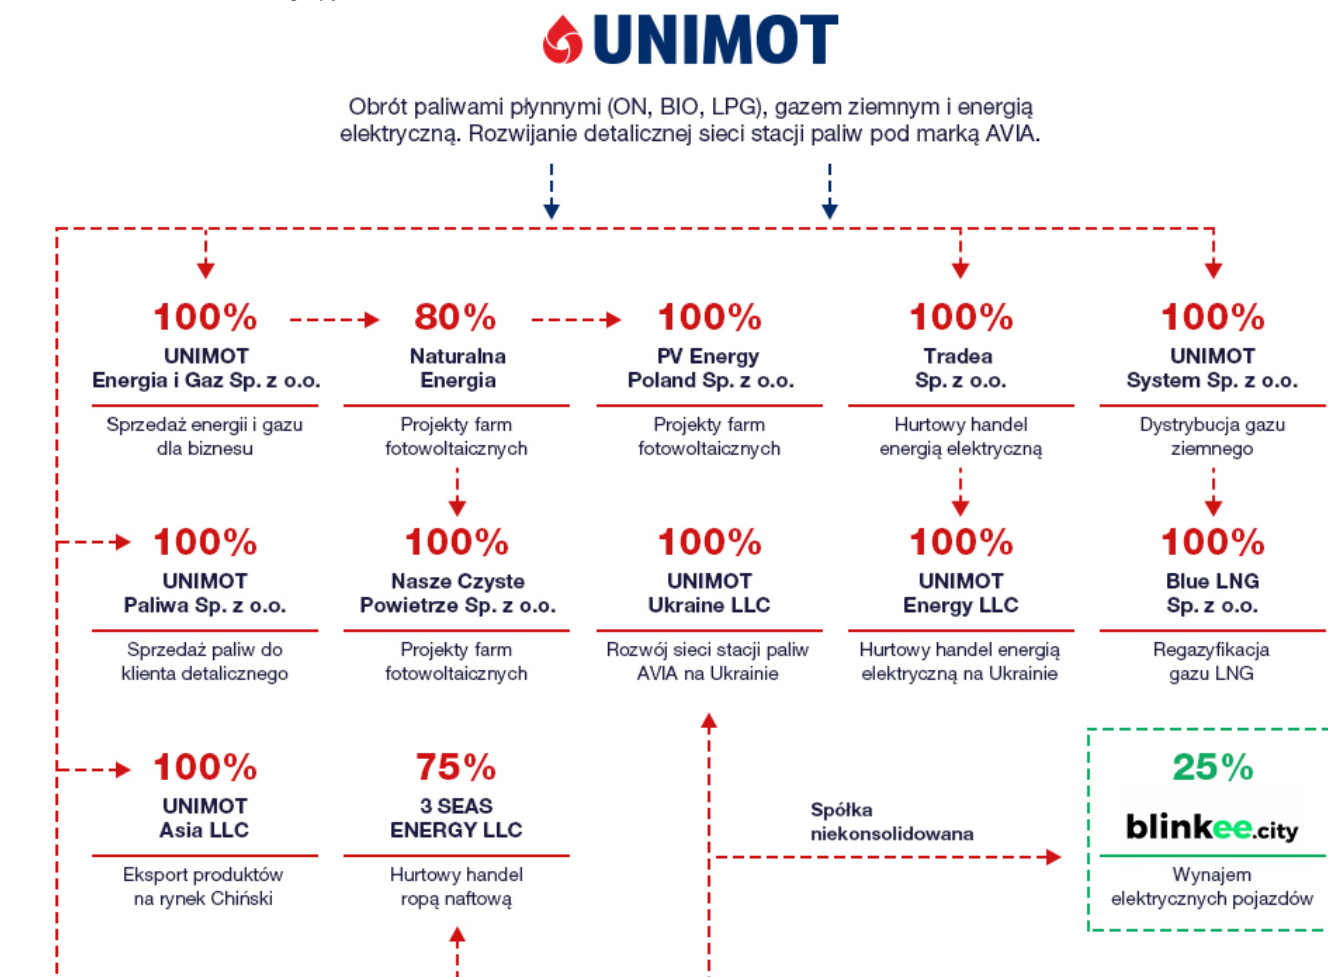 UNIMOT
Obrót paliwami płynnymi (ON, BIO, LPG), gazem ziemnym i energią
elektryczną. Rozwijanie detalicznej sieci stacji paliw pod marką AVIA.
100%
UNIMOT
Energia i Gaz Sp. z o.o.
Sprzedaż energii i gazu
dla biznesu
80%
Naturalna
Energia
Projekty farm
fotowoltaicznych
100%
PV Energy
Poland Sp. z o.o.
Projekty farm
fotowoltaicznych
100%
Tradea
Sp. z o.o.
Hurtowy handel
energią elektryczną
100%
UNIMOT
System Sp. z o.o.
Dystrybucja gazu
ziemnego
100%
UNIMOT
Paliwa Sp. z o.o.
Sprzedaż paliw do
klienta detalicznego
100%
Nasze Czyste
Powietrze Sp. z o.o.
Projekty farm
fotowoltaicznych
100%
UNIMOT
Ukraine LLC
Rozwój sieci stacji paliw
AVIA na Ukrainie
100%
UNIMOT
Energy LLC
Hurtowy handel energią
elektryczną na Ukrainie
100%
Blue LNG
Sp. z o.o.
Regazyfikacja
gazu LNG
100%
UNIMOT
Asia LLC
Eksport produktów
na rynek Chiński
75%
3 SEAS
ENERGY LLC
Hurtowy handel
ropą naftową
Spółka
niekonsolidowana
25%
blinkee.city
Wynajem
elektrycznych pojazdów